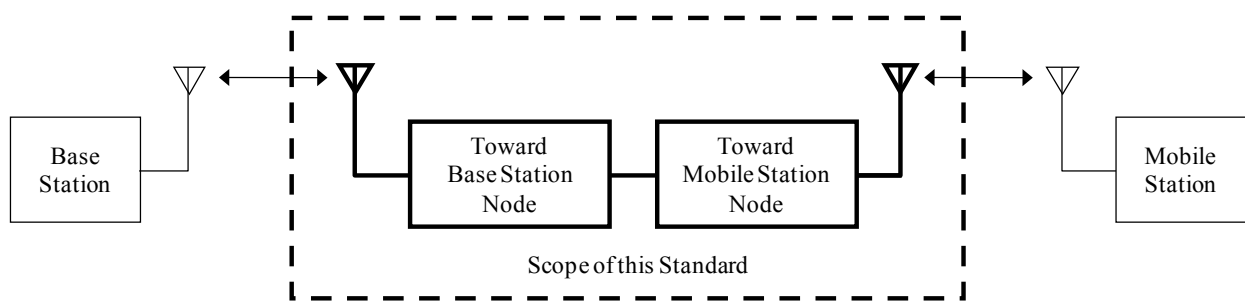 Base
Station
Toward
Base Station
Node
Toward
Mobile Station
Node
Mobile
Station
Scope of this Standard